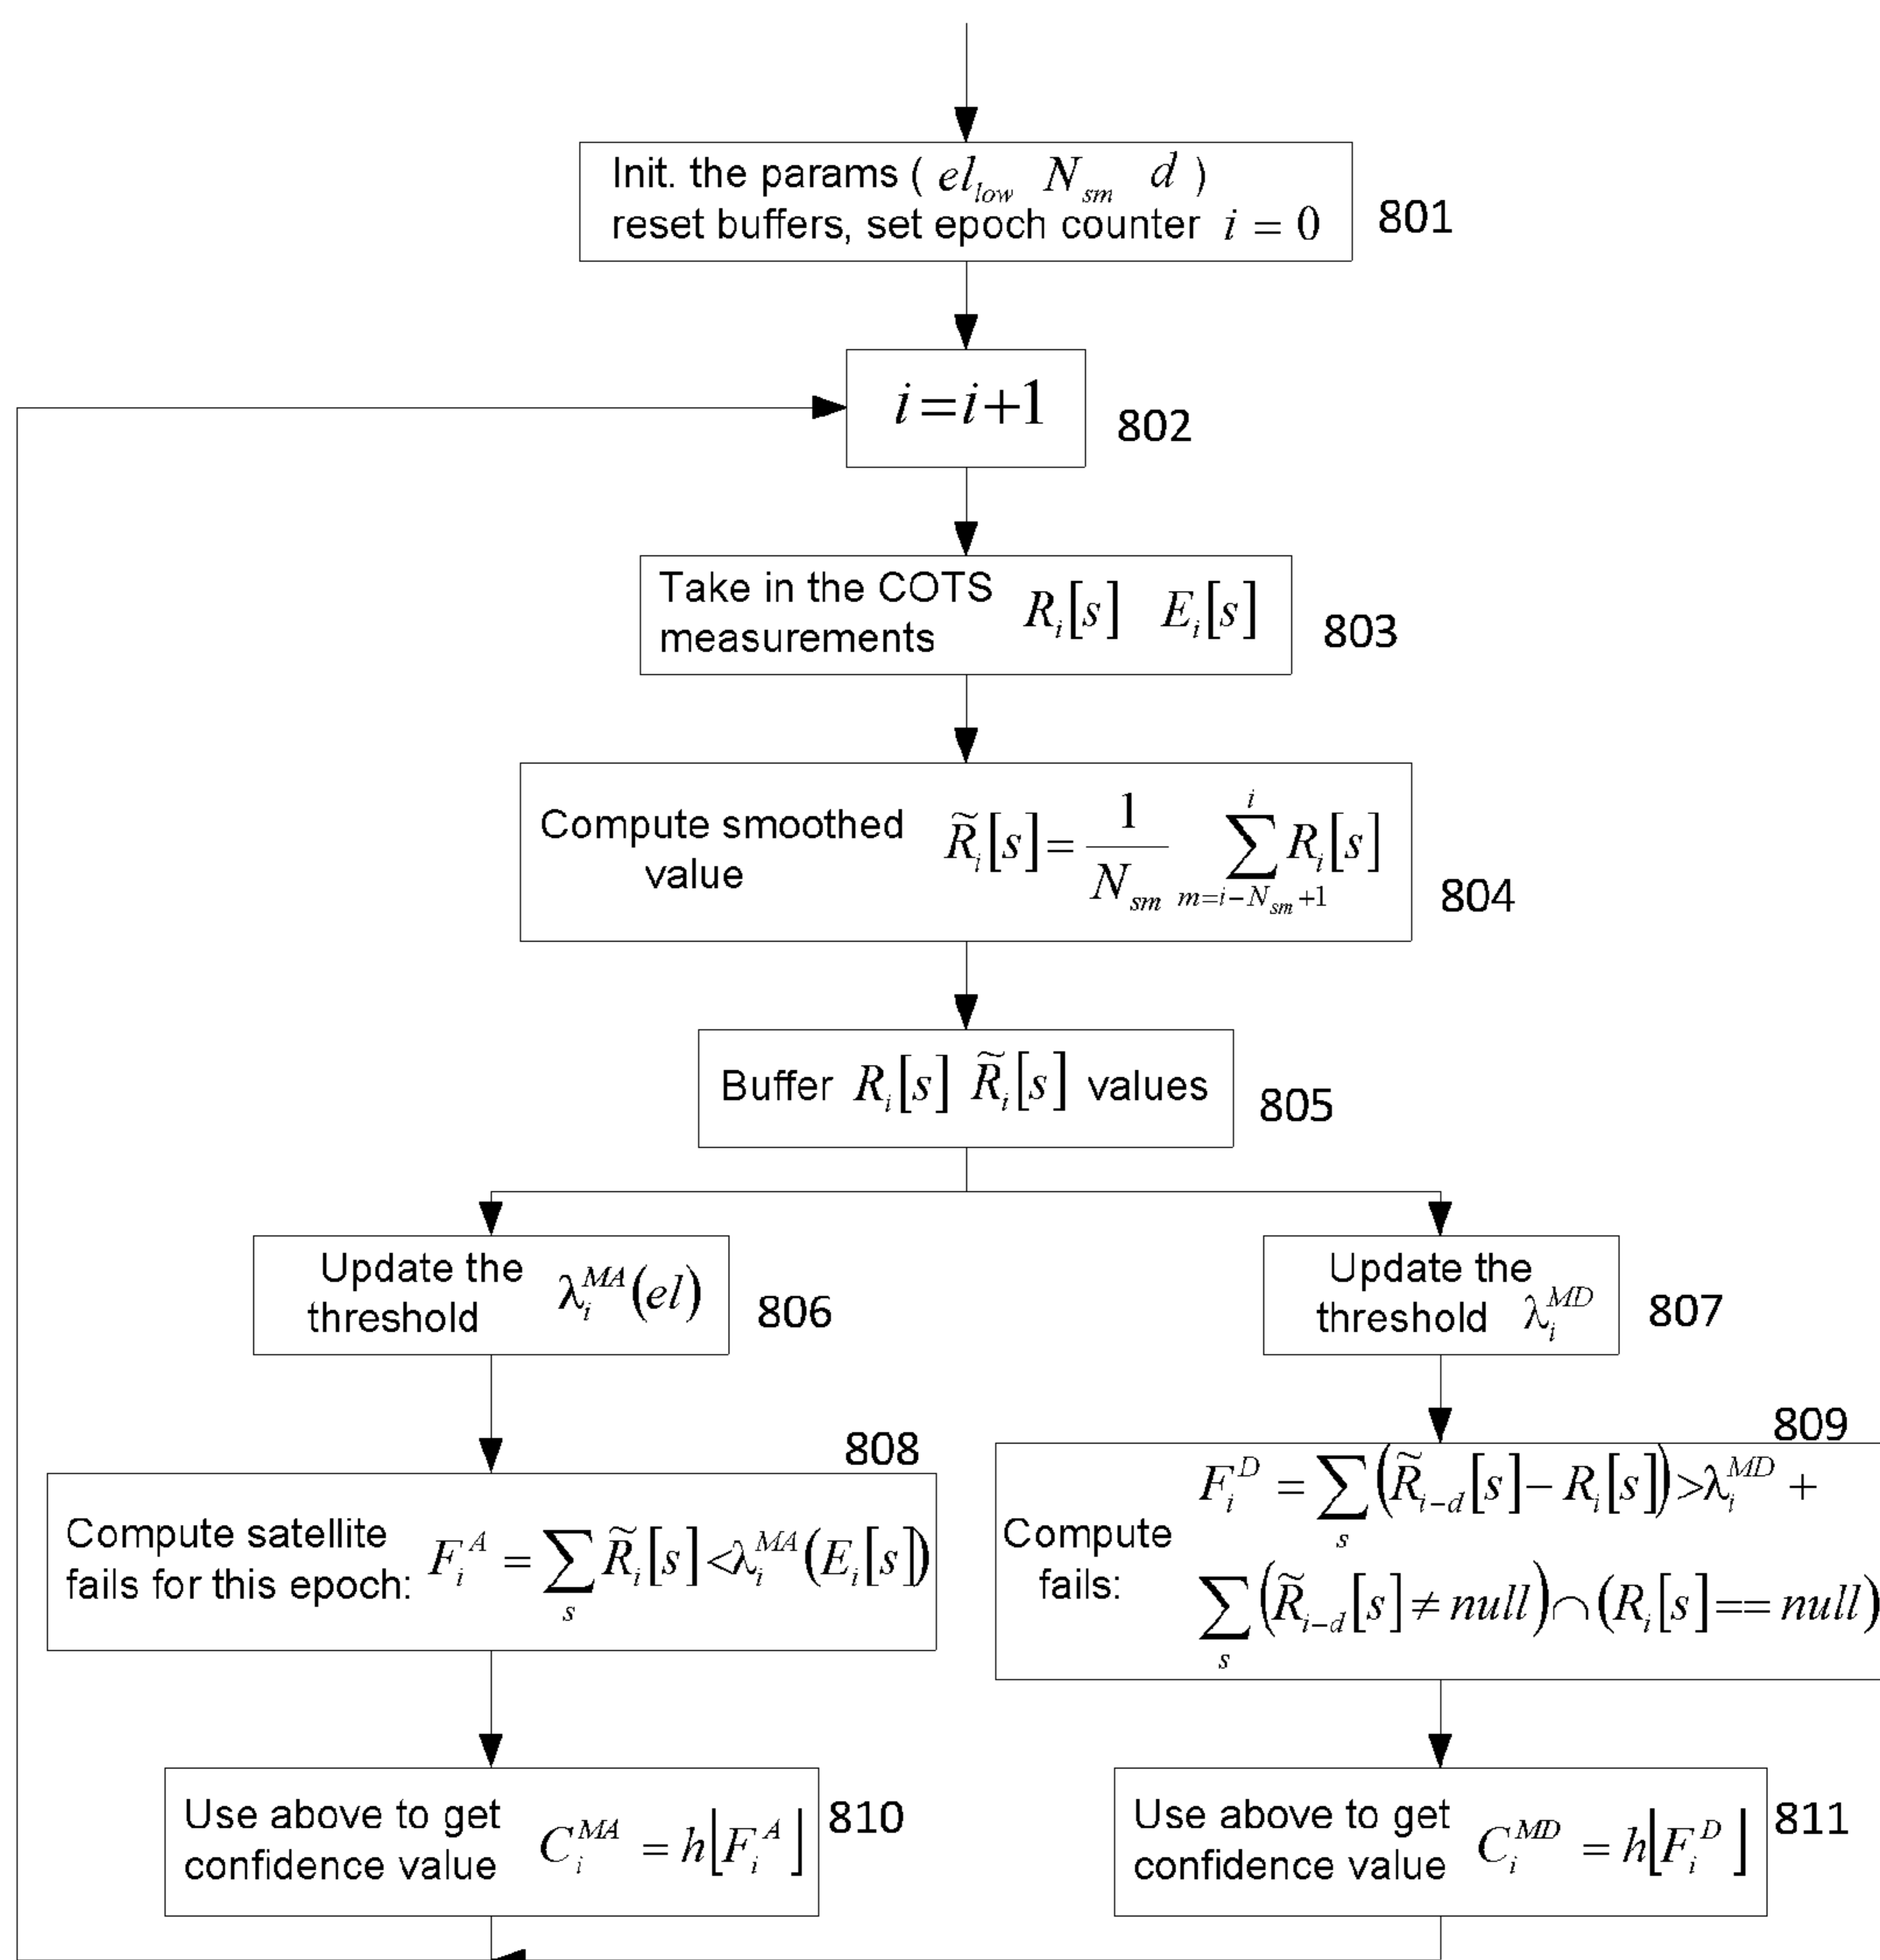 Init. the params ( el_low N_sm d )
reset buffers, set epoch counter i = 0
801
i=i+1
802
Take in the COTS
measurements
R_i[s] E_i[s]
803
Compute smoothed
value
R̃_i[s] = 1/N_sm ∑_{m=i−N_sm+1}^{i} R_i[s]
804
Buffer R_i[s] R̃_i[s] values
805
Update the
threshold
λ_i^{MA}(el)
806
Update the
threshold λ_i^{MD}
807
808
Compute satellite
fails for this epoch:
F_i^A = ∑_s R̃_i[s] < λ_i^{MA}(E_i[s])
809
Compute
fails:
F_i^D = ∑_s (R̃_{i−d}[s] − R_i[s]) > λ_i^{MD} +
∑_s (R̃_{i−d}[s] ≠ null) ∩ (R_i[s] == null)
Use above to get
confidence value
C_i^{MA} = h⌊F_i^A⌋
810
Use above to get
confidence value
C_i^{MD} = h⌊F_i^D⌋
811